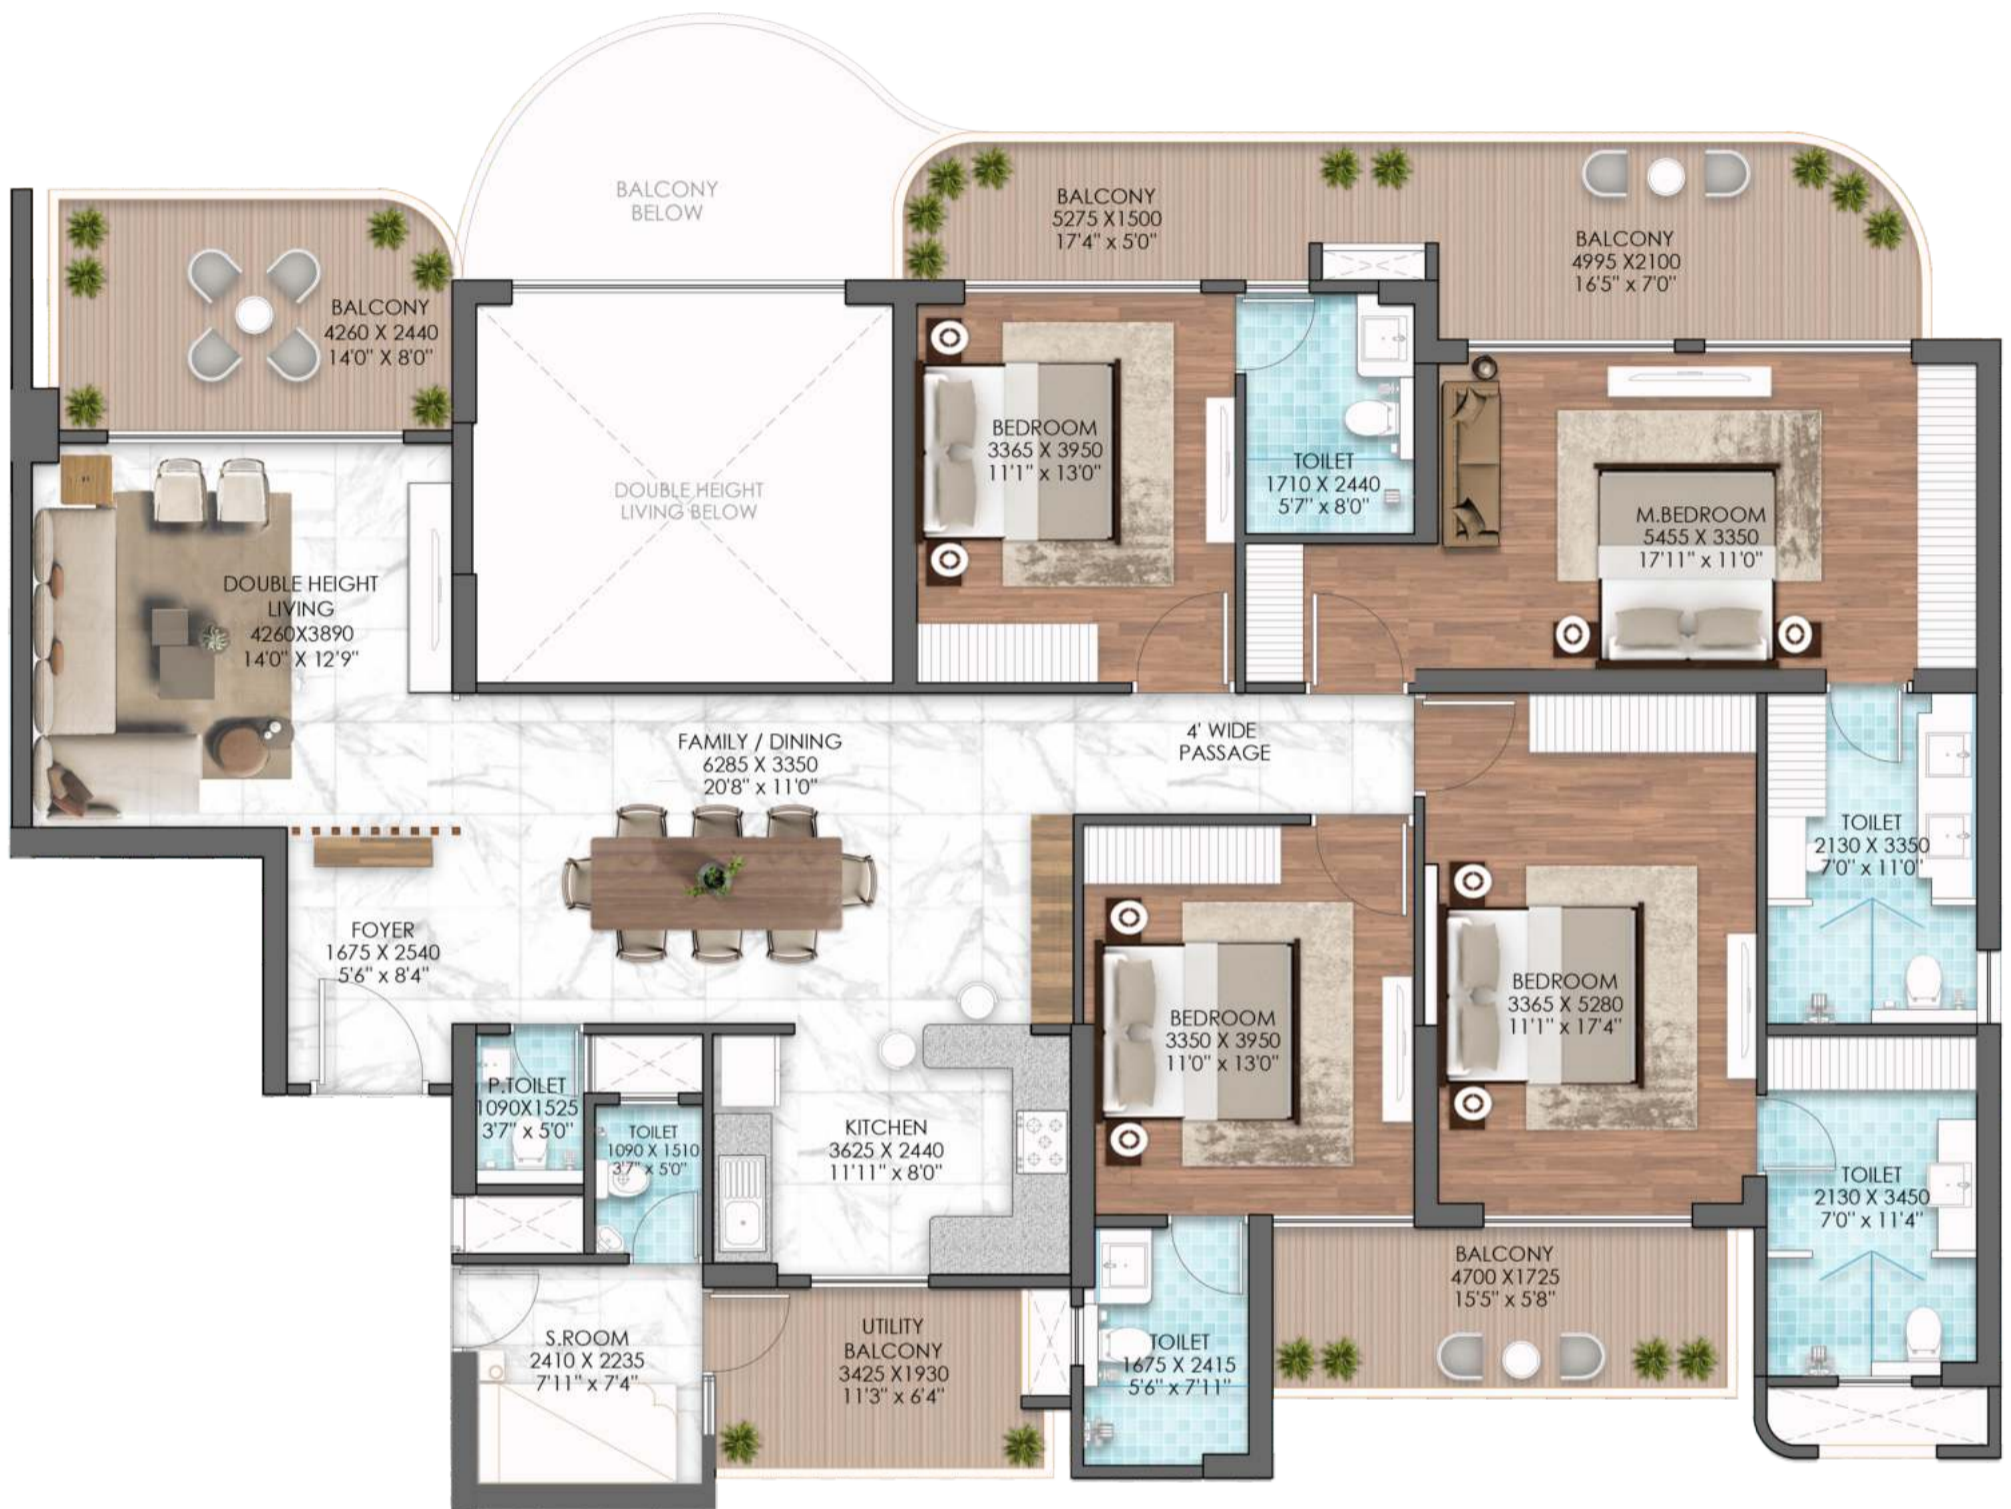 BALCONY
BELOW
BALCONY
5275 X1500
17'4" x 5'0"
BALCONY
4995 X2100
16'5" x 7'0"
BALCONY
4260 X 2440
14'0" X 8'0"
DOUBLE HEIGHT
LIVING BELOW
BEDROOM
3365 X 3950
11'1" x 13'0"
TOILET
1710 X 2440
5'7" x 8'0"
M.BEDROOM
5455 X 3350
17'11" x 11'0"
DOUBLE HEIGHT
LIVING
4260X3890
14'0" X 12'9"
FAMILY / DINING
6285 X 3350
20'8" x 11'0"
4' WIDE
PASSAGE
TOILET
2130 X 3350
7'0" x 11'0"
FOYER
1675 X 2540
5'6" x 8'4"
BEDROOM
3350 X 3950
11'0" x 13'0"
BEDROOM
3365 X 5280
11'1" x 17'4"
P.TOILET
1090X1525
3'7" x 5'0"
TOILET
1090 X 1510
3'7" x 5'0"
KITCHEN
3625 X 2440
11'11" x 8'0"
TOILET
2130 X 3450
7'0" x 11'4"
BALCONY
4700 X1725
15'5" x 5'8"
S.ROOM
2410 X 2235
7'11" x 7'4"
UTILITY
BALCONY
3425 X1930
11'3" x 6'4"
TOILET
1675 X 2415
5'6" x 7'11"